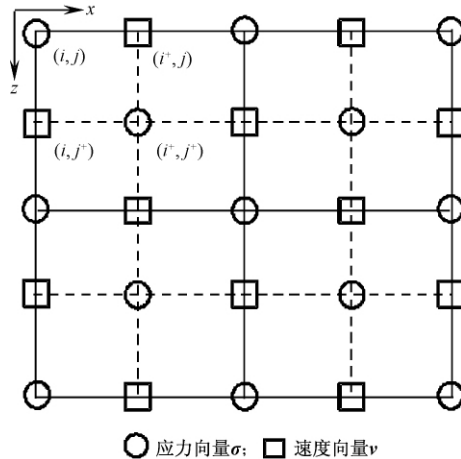 x
(i,j)
(i⁺,j)
z
(i,j⁺)
(i⁺,j⁺)
应力向量σ; 速度向量v